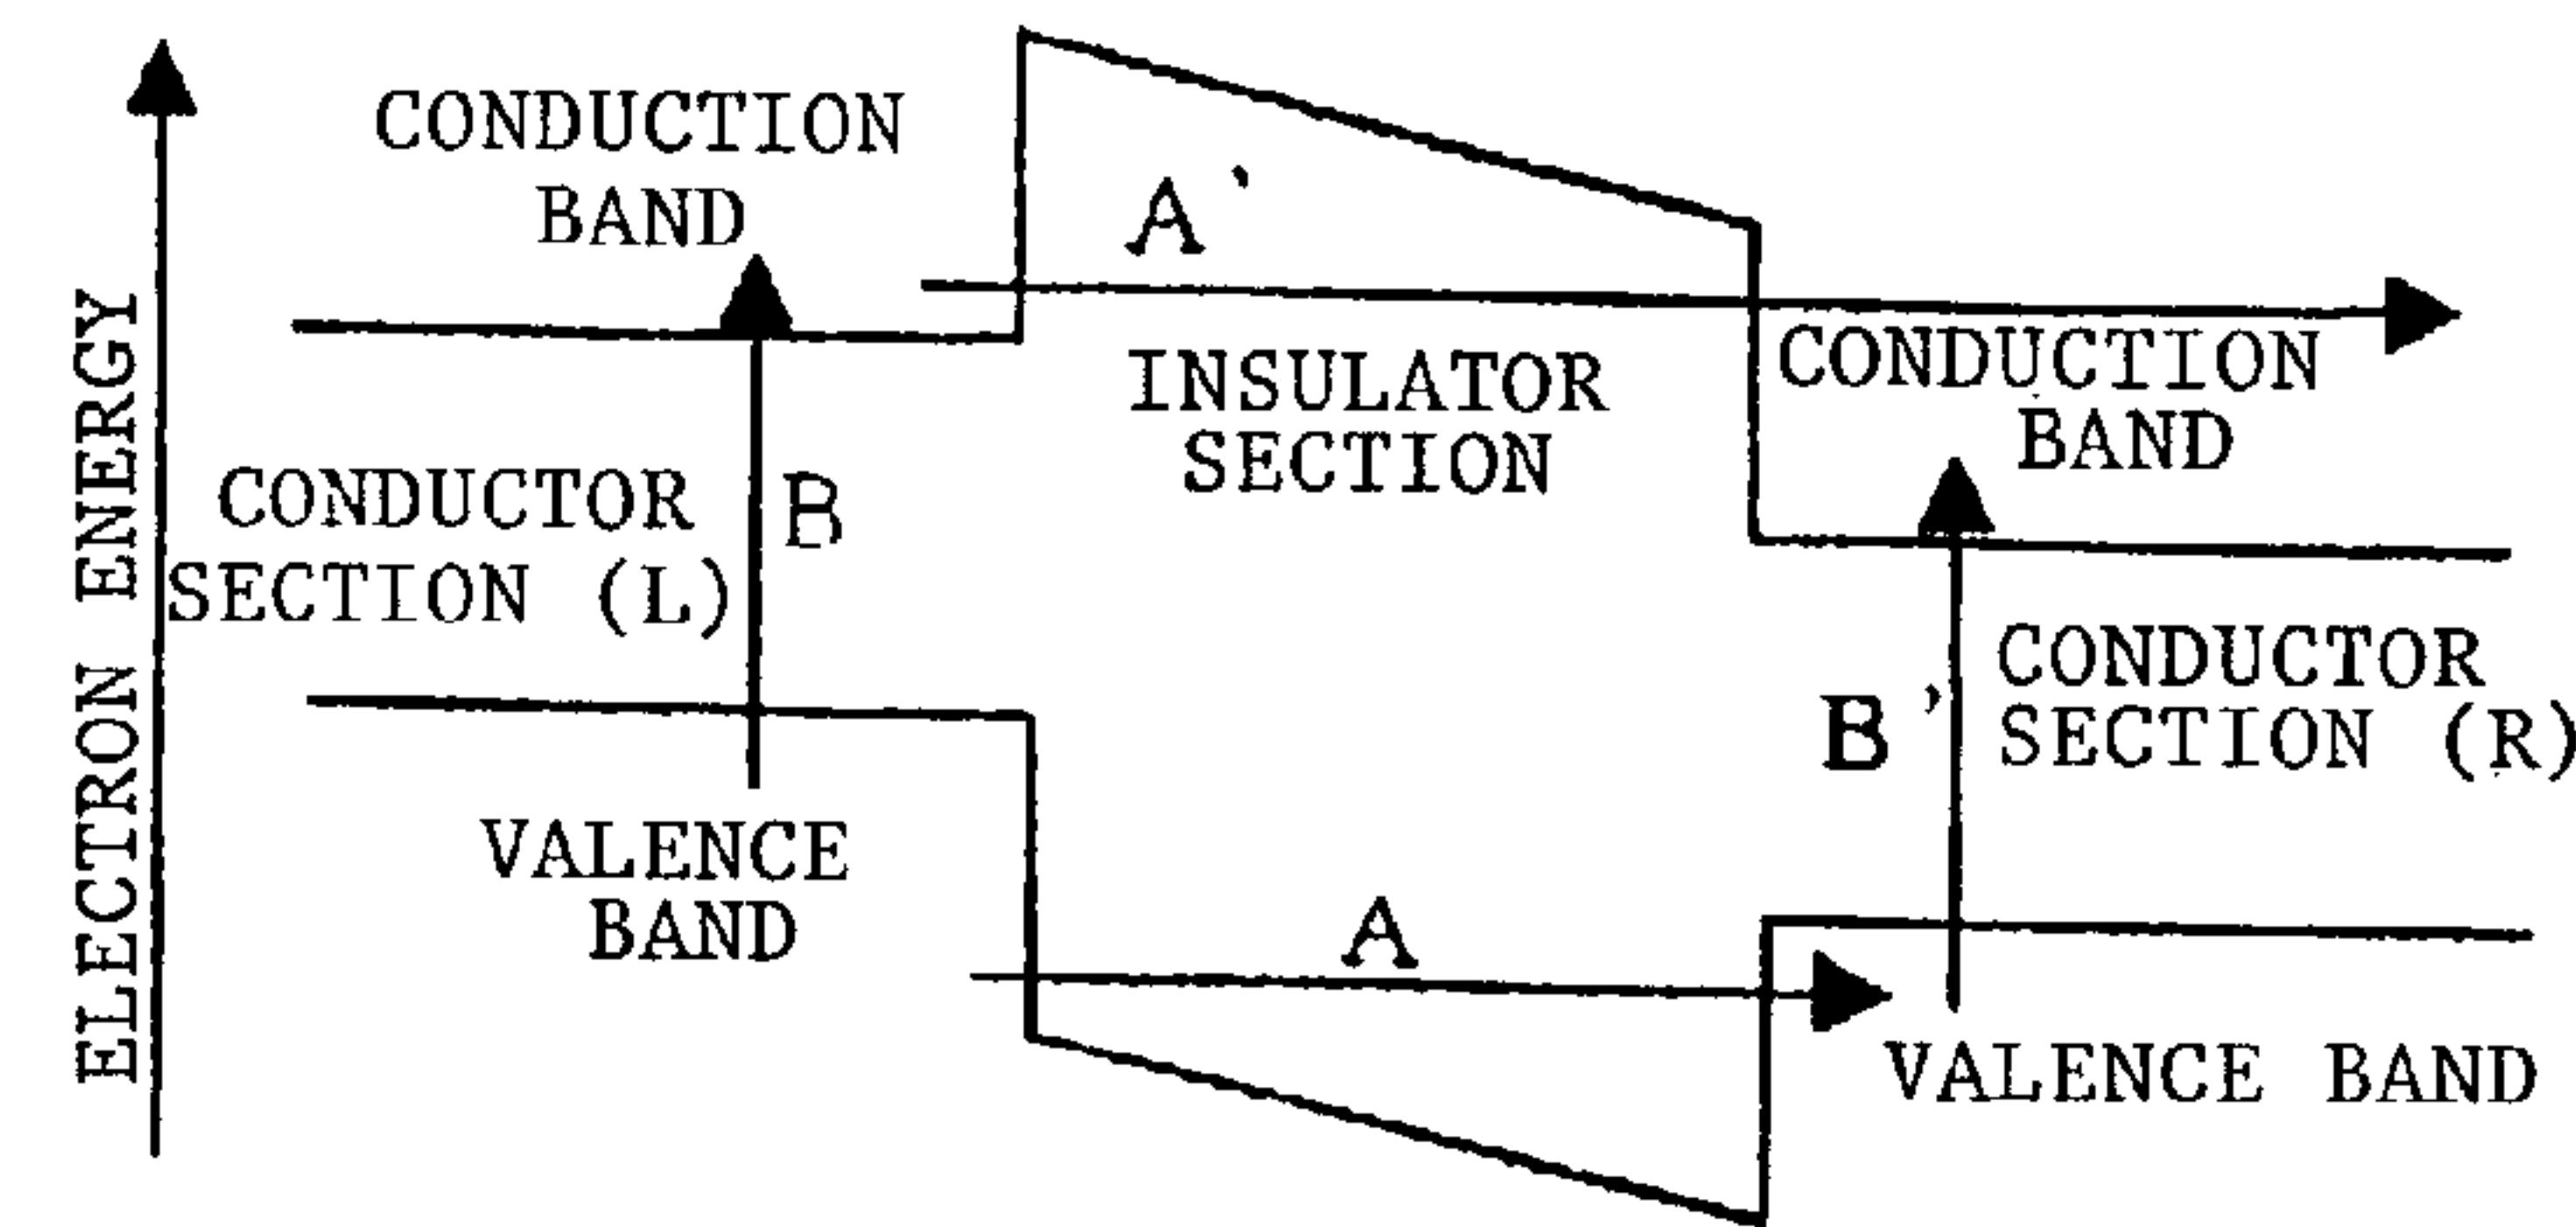 ELECTRON ENERGY
CONDUCTION
BAND
A'
INSULATOR
SECTION
CONDUCTION
BAND
CONDUCTOR
SECTION (L)
B
CONDUCTOR
SECTION (R)
B'
VALENCE
BAND
A
VALENCE BAND